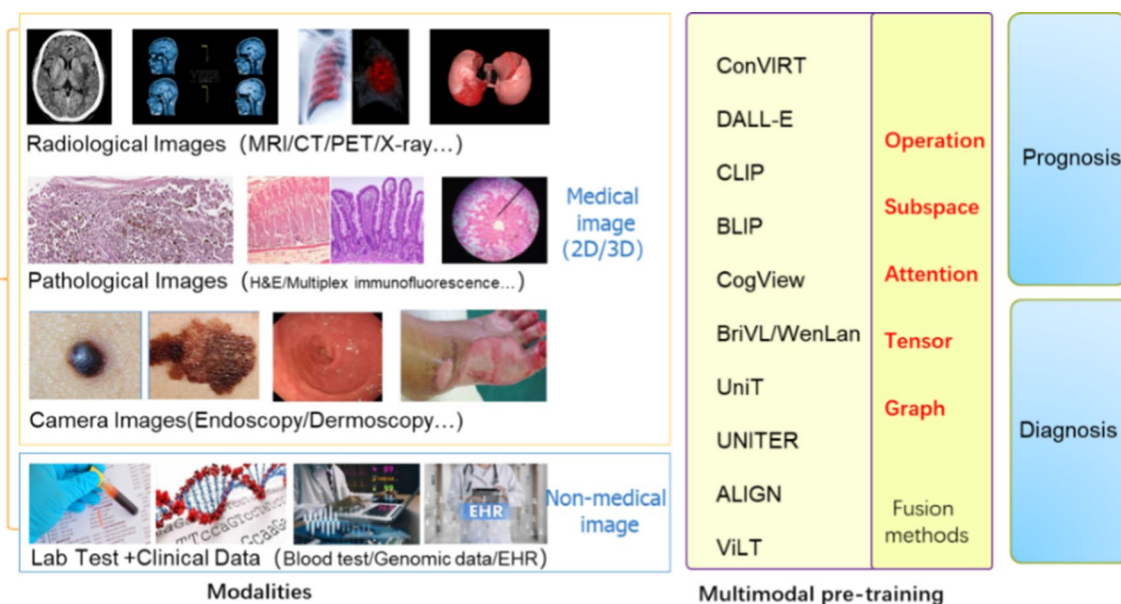 Radiological Images (MRI/CT/PET/X-ray...)
Pathological Images (H&E/Multiplex immunofluorescence...)
Medical
image
(2D/3D)
Camera Images(Endoscopy/Dermoscopy...)
EHR
Non-medical
image
Lab Test +Clinical Data (Blood test/Genomic data/EHR)
Modalities
ConVIRT
DALL-E
CLIP
BLIP
CogView
BriVL/WenLan
UniT
UNITER
ALIGN
ViLT
Operation
Subspace
Attention
Tensor
Graph
Fusion
methods
Multimodal pre-training
Prognosis
Diagnosis